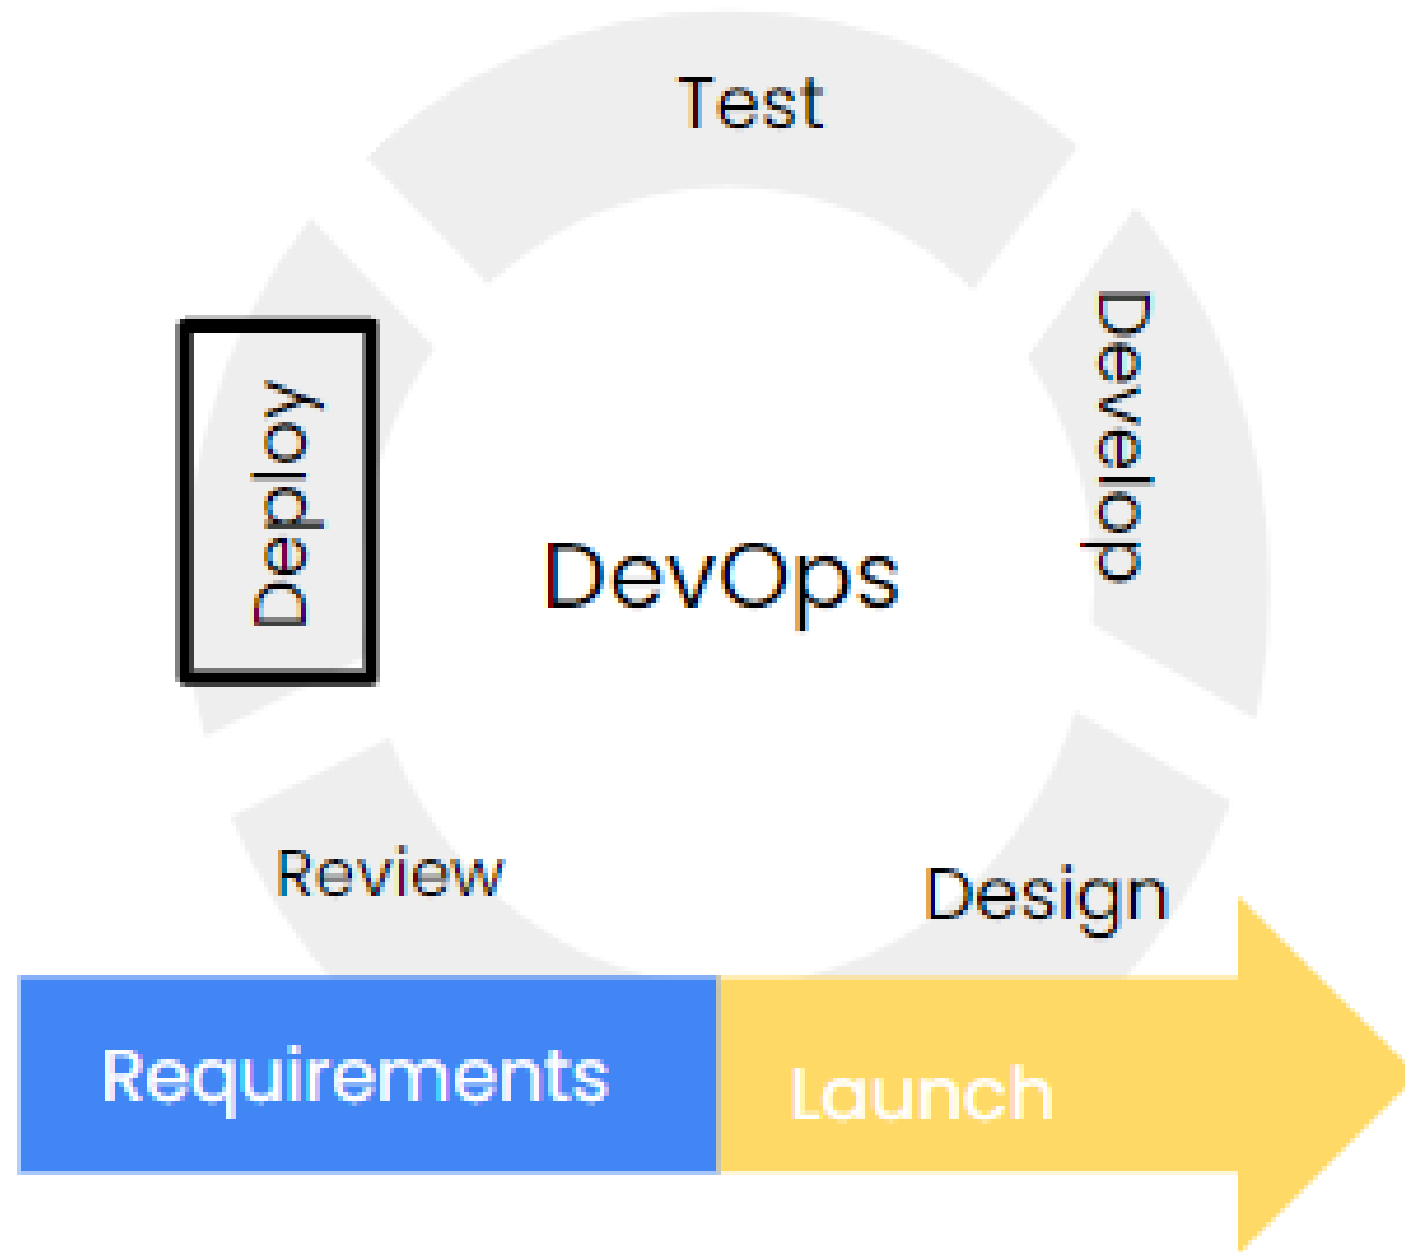 Test
Develop
Deploy
DevOps
Review
Design
Requirements
Launch